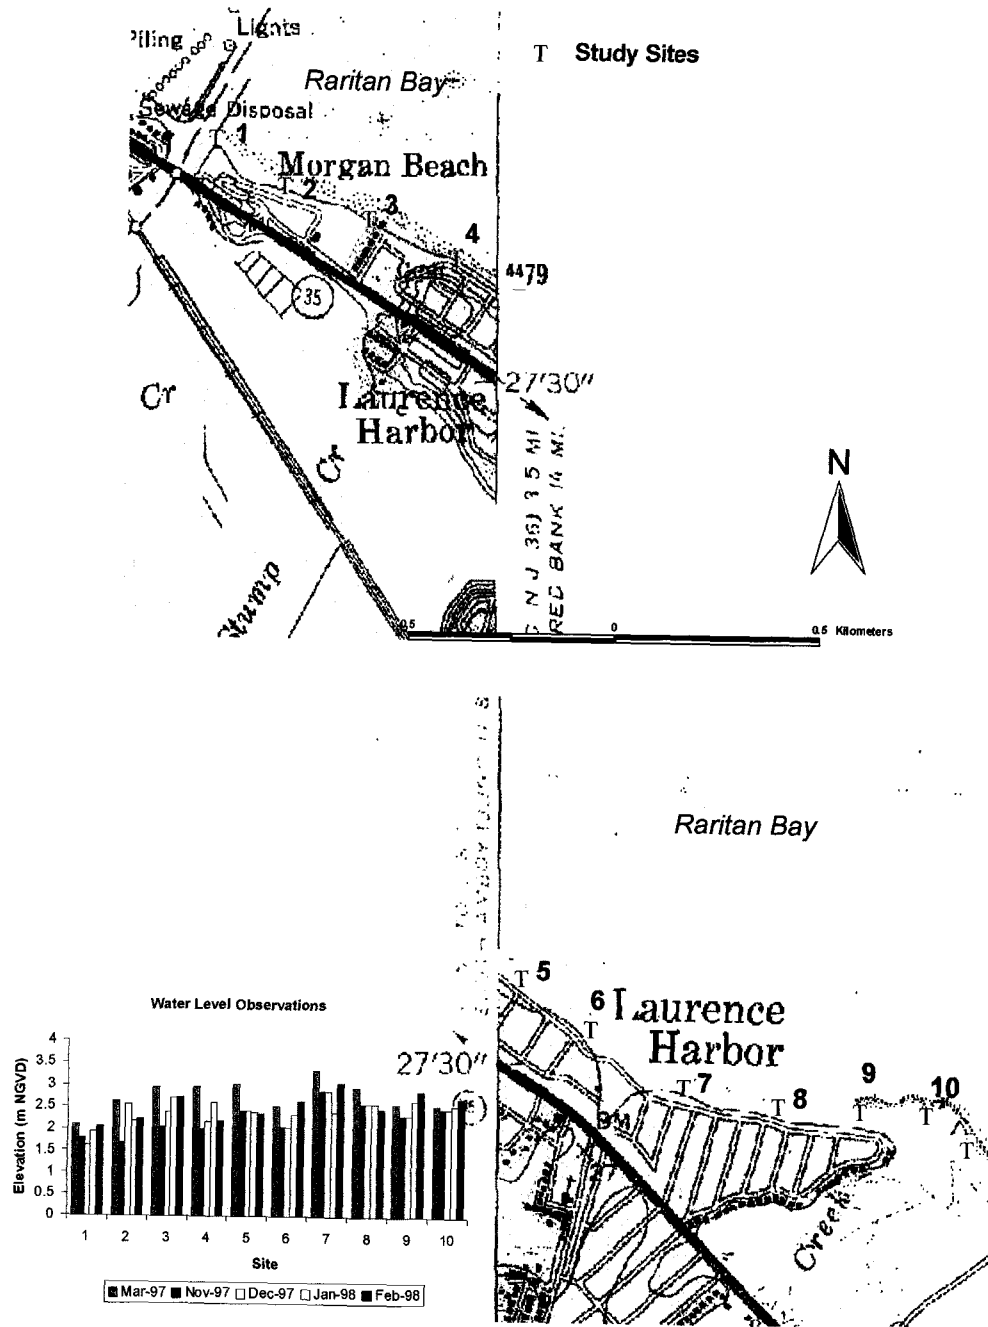 Lights
Piling
T Study Sites
Raritan Bay
Sewage Disposal
T 1
Morgan Beach
T 2
T 3
4
4479
35
27'30"
Laurence
Harbor
Cr
Cr
N J 36) 3 5 MI.
RED BANK 14 MI.
N
Stump
0.5 0 0.5 Kilometers
Raritan Bay
T 5
6 Laurence
T
Harbor
Water Level Observations
4
3.5
3
2.5
2
1.5
1
0.5
0
Elevation (m NGVD)
1 2 3 4 5 6 7 8 9 10
Site
Mar-97 Nov-97 Dec-97 Jan-98 Feb-98
27'30"
T 7
T 8
9
T
10
T
T
BM
Creek